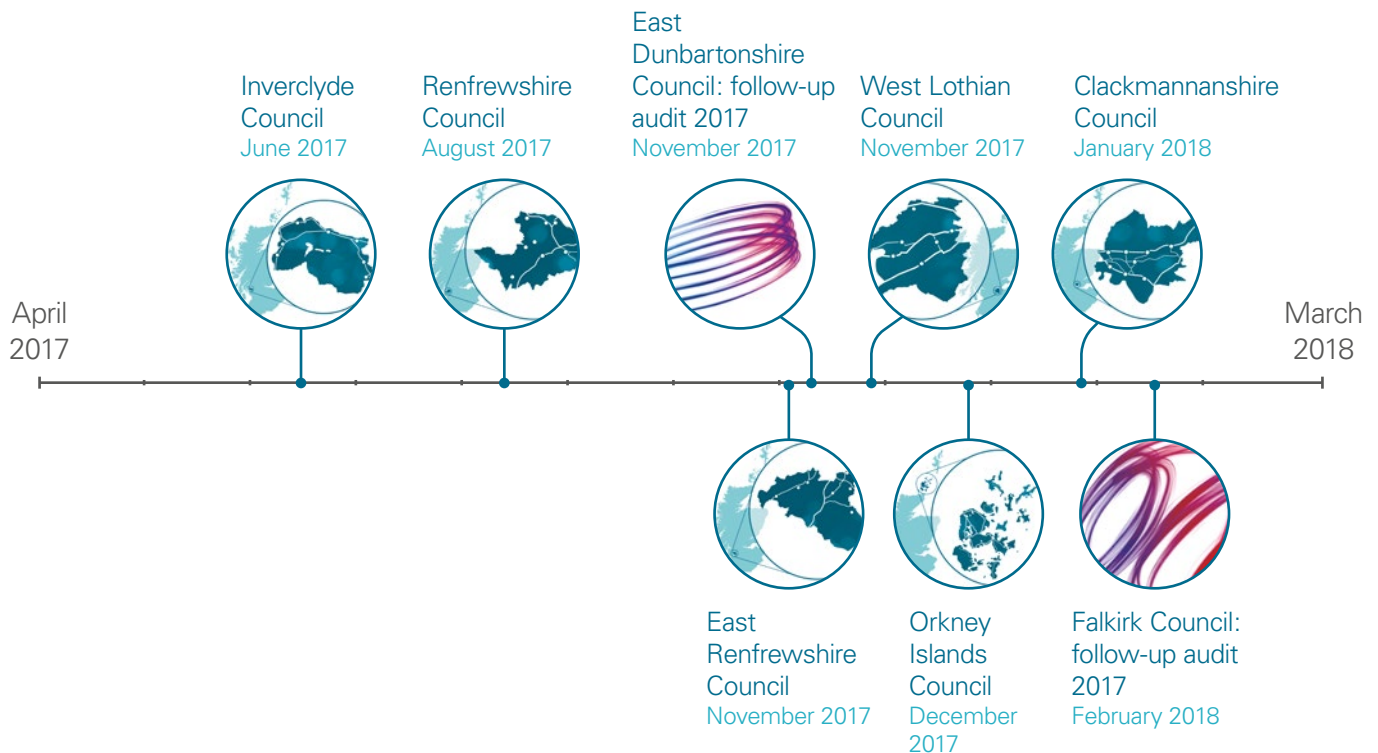 East
Dunbartonshire
Council: follow-up
audit 2017
November 2017
Inverclyde
Council
June 2017
Renfrewshire
Council
August 2017
West Lothian
Council
November 2017
Clackmannanshire
Council
January 2018
April
2017
March
2018
East
Renfrewshire
Council
November 2017
Orkney
Islands
Council
December
2017
Falkirk Council:
follow-up audit
2017
February 2018